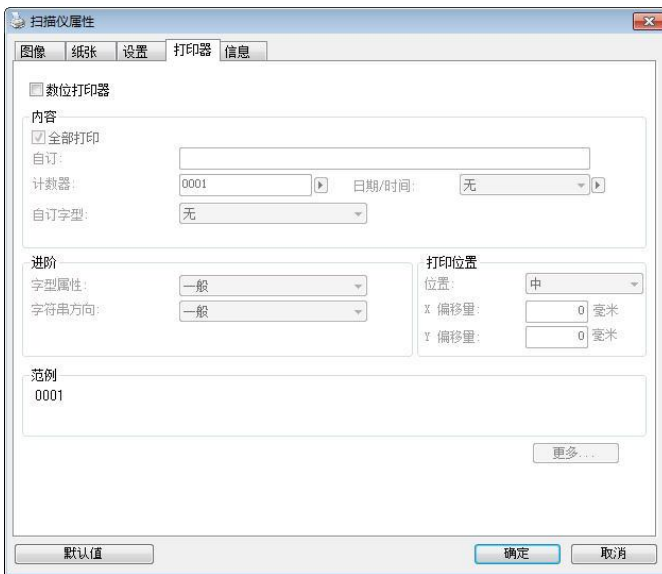 扫描仪属性
图像 纸张 设置 打印器 信息
数位打印器
内容
全部打印
自订:
计数器: 0001 日期/时间: 无
自订字型: 无
进阶
字型属性: 一般
字符串方向: 一般
打印位置
位置: 中
X 偏移量: 0 毫米
Y 偏移量: 0 毫米
范例
0001
更多...
默认值 确定 取消